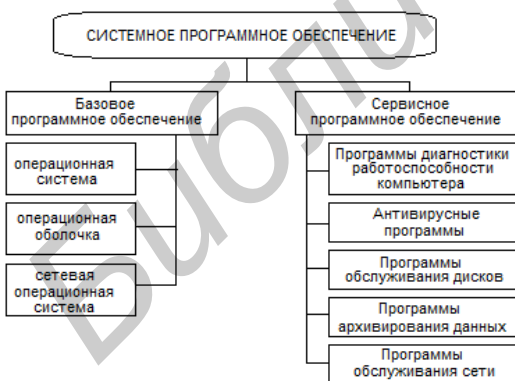 СИСТЕМНОЕ ПРОГРАММНОЕ ОБЕСПЕЧЕНИЕ
Базовое
программное обеспечение
операционная
система
операционная
оболочка
сетевая
операционная
система
Сервисное
программное обеспечение
Программы диагностики
работоспособности
компьютера
Антивирусные
программы
Программы
обслуживания дисков
Программы
архивирования данных
Программы
обслуживания сети
Библи